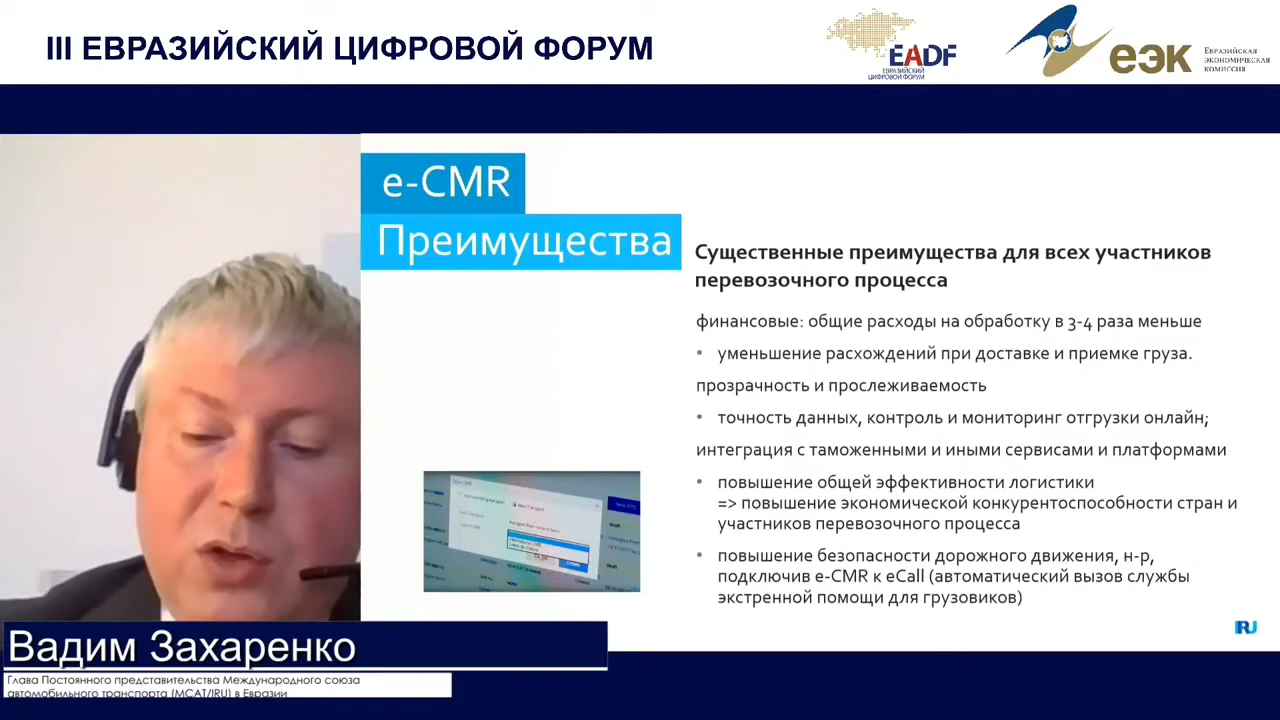 III ЕВРАЗИЙСКИЙ ЦИФРОВОЙ ФОРУМ
EADF
ЕВРАЗИЙСКИЙ
ЦИФРОВОЙ ФОРУМ
еэк
Евразийская
экономическая
комиссия
e-CMR
Преимущества
Существенные преимущества для всех участников
перевозочного процесса
финансовые: общие расходы на обработку в 3-4 раза меньше
• уменьшение расхождений при доставке и приемке груза.
прозрачность и прослеживаемость
• точность данных, контроль и мониторинг отгрузки онлайн;
интеграция с таможенными и иными сервисами и платформами
• повышение общей эффективности логистики
=> повышение экономической конкурентоспособности стран и
участников перевозочного процесса
• повышение безопасности дорожного движения, н-р,
подключив e-CMR к eCall (автоматический вызов службы
экстренной помощи для грузовиков)
IRU
Вадим Захаренко
Глава Постоянного представительства Международного союза
автомобильного транспорта (МСАТ/IRU) в Евразии